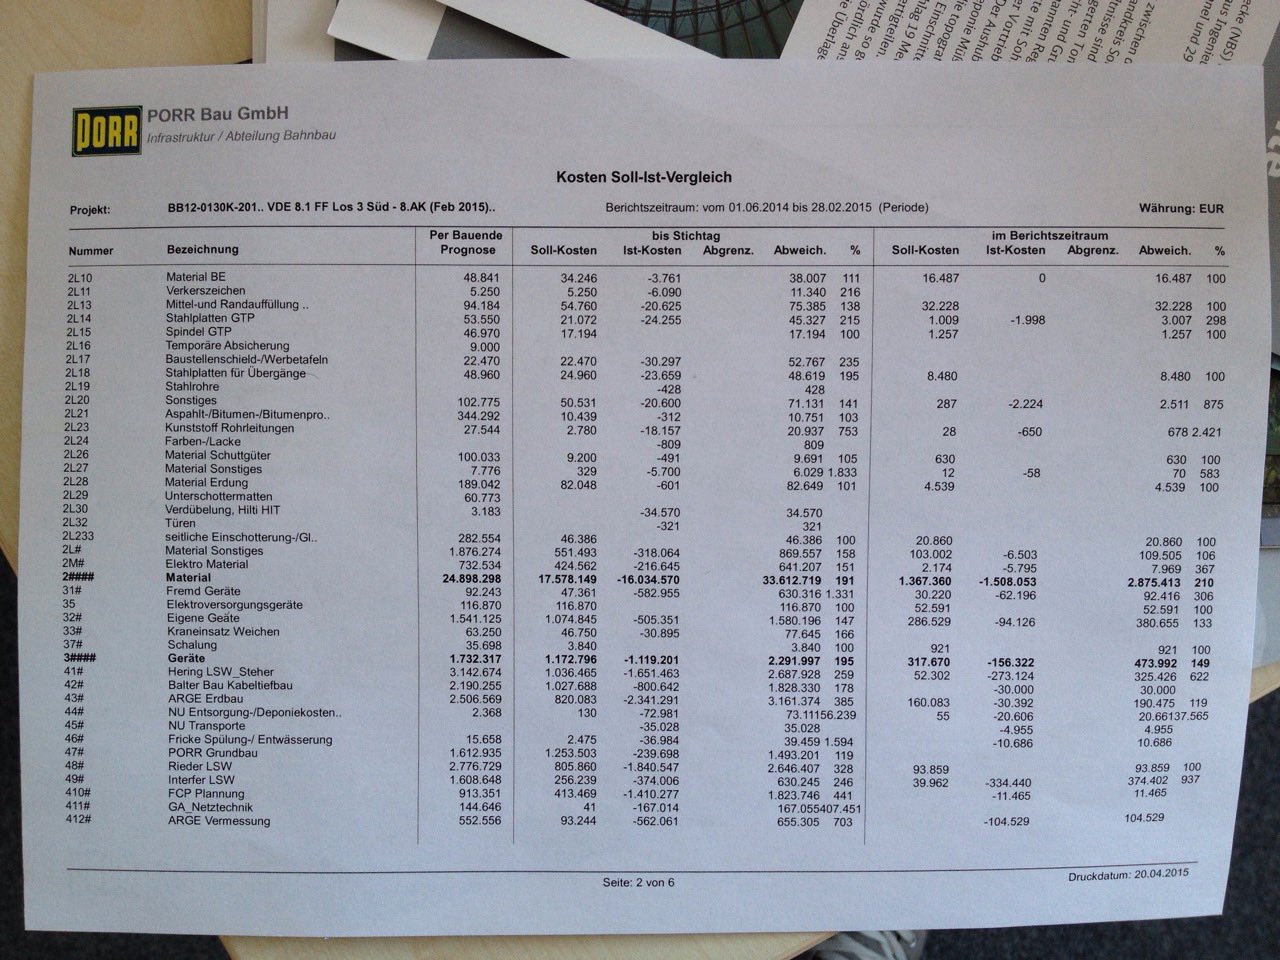 PORR
PORR Bau GmbH
Infrastruktur / Abteilung Bahnbau
Kosten Soll-Ist-Vergleich
Projekt: BB12-0130K-201.. VDE 8.1 FF Los 3 Süd - 8.AK (Feb 2015).. Berichtszeitraum: vom 01.06.2014 bis 28.02.2015 (Periode) Währung: EUR
Per Bauende bis Stichtag im Berichtszeitraum
Nummer Bezeichnung Prognose Soll-Kosten Ist-Kosten Abgrenz. Abweich. % Soll-Kosten Ist-Kosten Abgrenz. Abweich. %
2L10 Material BE 48.841 34.246 -3.761 38.007 111 16.487 0 16.487 100
2L11 Verkerszeichen 5.250 5.250 -6.090 11.340 216
2L13 Mittel-und Randauffüllung .. 94.184 54.760 -20.625 75.385 138 32.228 32.228 100
2L14 Stahlplatten GTP 53.550 21.072 -24.255 45.327 215 1.009 -1.998 3.007 298
2L15 Spindel GTP 46.970 17.194 17.194 100 1.257 1.257 100
2L16 Temporäre Absicerung 9.000
2L17 Baustellenschield-/Werbetafeln 22.470 22.470 -30.297 52.767 235
2L18 Stahlplatten für Übergänge 48.960 24.960 -23.659 48.619 195 8.480 8.480 100
2L19 Stahlrohre -428 428
2L20 Sonstiges 102.775 50.531 -20.600 71.131 141 287 -2.224 2.511 875
2L21 Aspahlt-/Bitumen-/Bitumenpro.. 344.292 10.439 -312 10.751 103
2L23 Kunststoff Rohrleitungen 27.544 2.780 -18.157 20.937 753 28 -650 678 2.421
2L24 Farben-/Lacke -809 809
2L26 Material Schuttgüter 100.033 9.200 -491 9.691 105 630 630 100
2L27 Material Sonstiges 7.776 329 -5.700 6.029 1.833 12 -58 70 583
2L28 Material Erdung 189.042 82.048 -601 82.649 101 4.539 4.539 100
2L29 Unterschottermatten 60.773
2L30 Verdübelung, Hilti HIT 3.183 -34.570 34.570
2L32 Türen -321 321
2L233 seitliche Einschotterung-/Gl.. 282.554 46.386 46.386 100 20.860 20.860 100
2L# Material Sonstiges 1.876.274 551.493 -318.064 869.557 158 103.002 -6.503 109.505 106
2M# Elektro Material 732.534 424.562 -216.645 641.207 151 2.174 -5.795 7.969 367
2#### Material 24.898.298 17.578.149 -16.034.570 33.612.719 191 1.367.360 -1.508.053 2.875.413 210
31# Fremd Geräte 92.243 47.361 -582.955 630.316 1.331 30.220 -62.196 92.416 306
35 Elektroversorgungsgeräte 116.870 116.870 116.870 100 52.591 52.591 100
32# Eigene Geäte 1.541.125 1.074.845 -505.351 1.580.196 147 286.529 -94.126 380.655 133
33# Kraneinsatz Weichen 63.250 46.750 -30.895 77.645 166
37# Schalung 35.698 3.840 3.840 100 921 921 100
3#### Geräte 1.732.317 1.172.796 -1.119.201 2.291.997 195 317.670 -156.322 473.992 149
41# Hering LSW_Steher 3.142.674 1.036.465 -1.651.463 2.687.928 259 52.302 -273.124 325.426 622
42# Balter Bau Kabeltiefbau 2.190.255 1.027.688 -800.642 1.828.330 178 -30.000 30.000
43# ARGE Erdbau 2.506.569 820.083 -2.341.291 3.161.374 385 160.083 -30.392 190.475 119
44# NU Entsorgung-/Deponiekosten.. 2.368 130 -72.981 73.11156.239 55 -20.606 20.66137.565
45# NU Transporte -35.028 35.028 -4.955 4.955
46# Fricke Spülung-/ Entwässerung 15.658 2.475 -36.984 39.459 1.594 -10.686 10.686
47# PORR Grundbau 1.612.935 1.253.503 -239.698 1.493.201 119
48# Rieder LSW 2.776.729 805.860 -1.840.547 2.646.407 328 93.859 93.859 100
49# Interfer LSW 1.608.648 256.239 -374.006 630.245 246 39.962 -334.440 374.402 937
410# FCP Planung 913.351 413.469 -1.410.277 1.823.746 441 -11.465 11.465
411# GA_Netztechnik 144.646 41 -167.014 167.055407.451
412# ARGE Vermessung 552.556 93.244 -562.061 655.305 703 -104.529 104.529
Seite: 2 von 6
Druckdatum: 20.04.2015